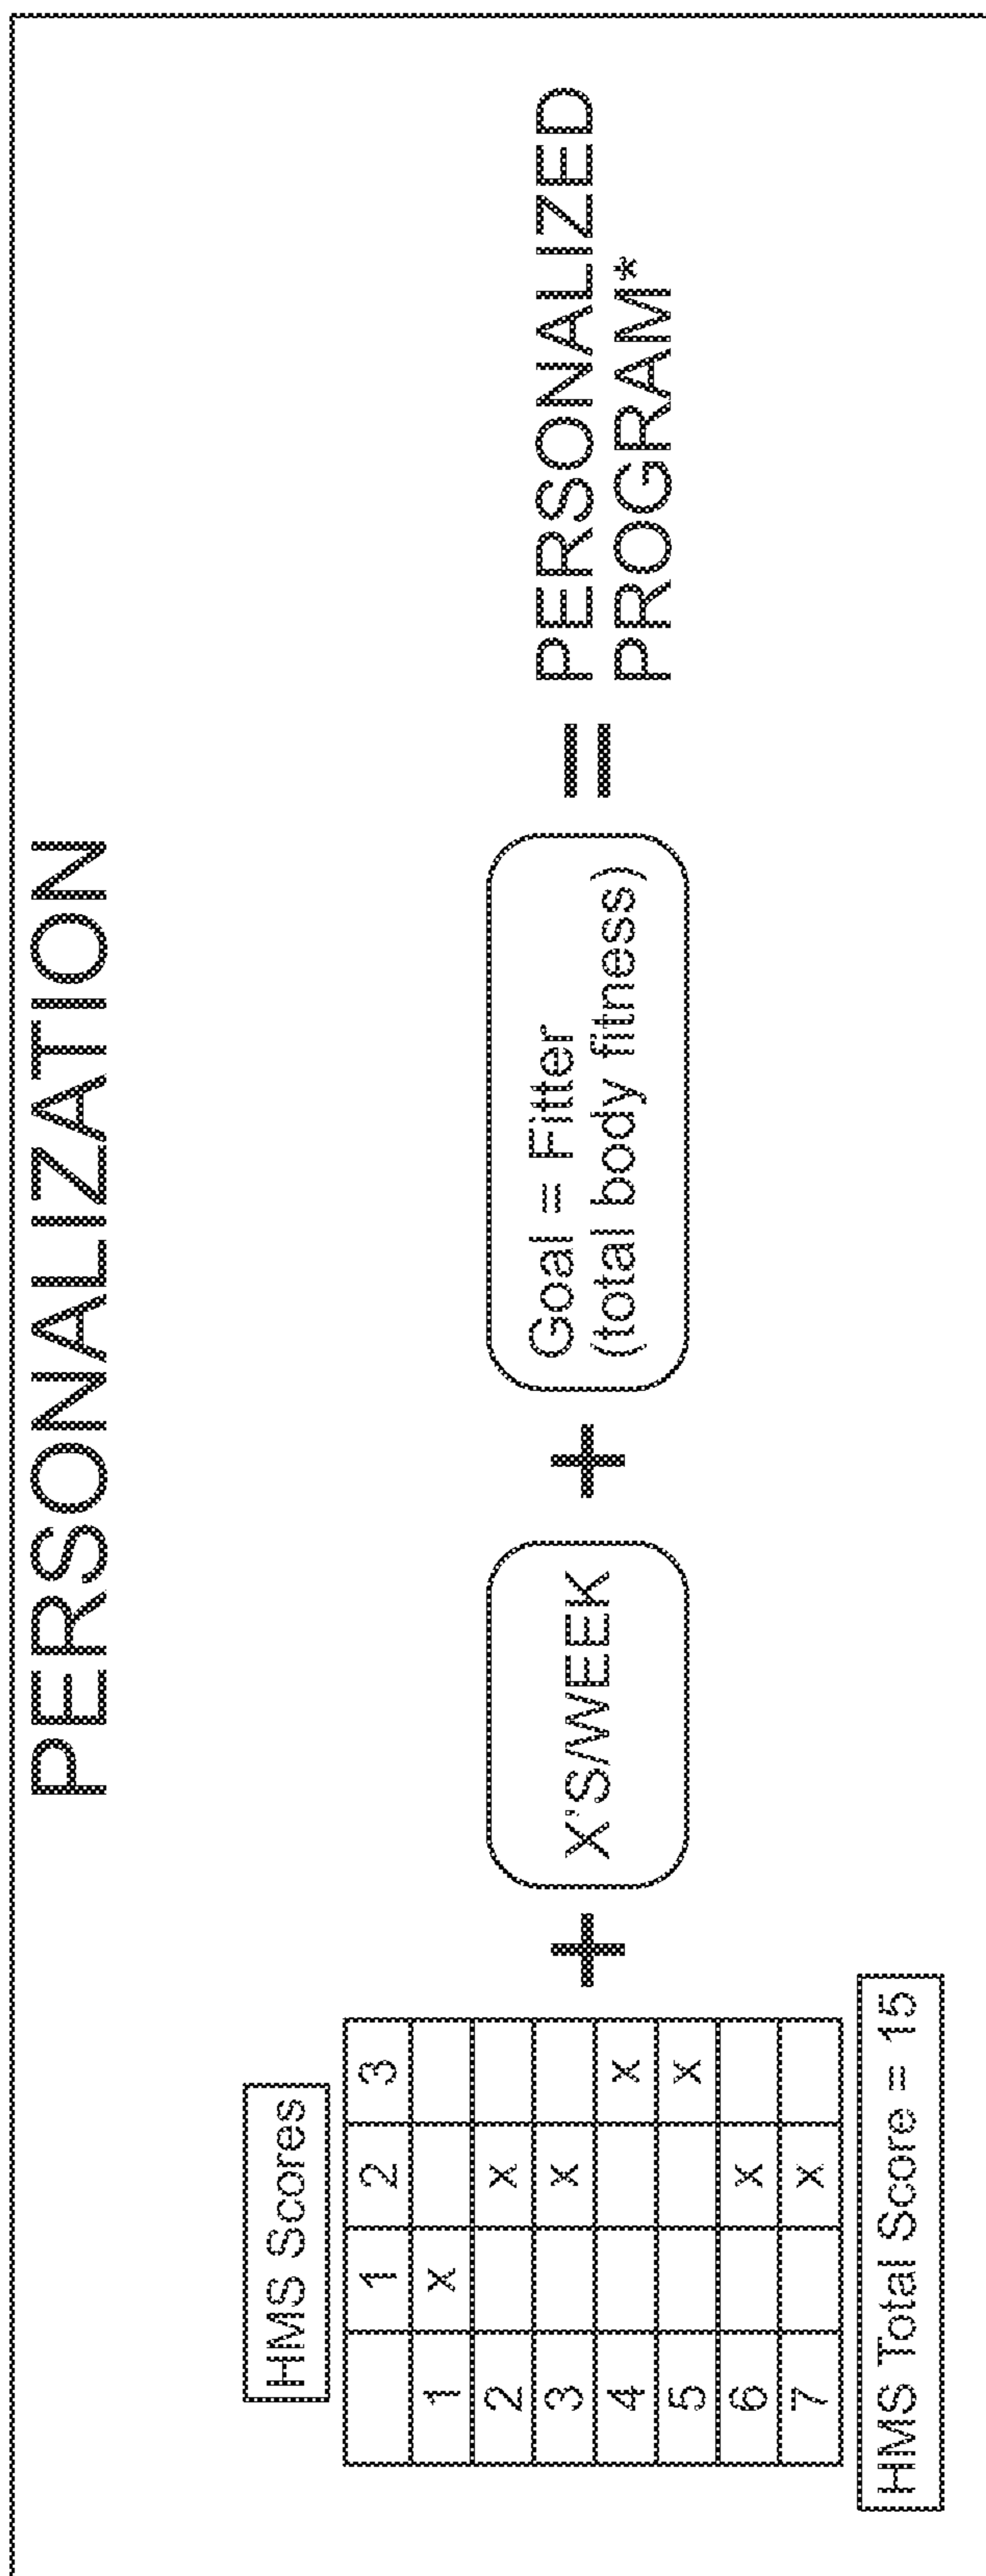 PERSONALIZATION
HMS Scores
1 2 3
1 x
2 x
3 x
4 x
5 x
6 x
7 x
HMS Total Score = 15
+
X'S/WEEK
+
Goal = Fitter
(total body fitness)
=
PERSONALIZED
PROGRAM*